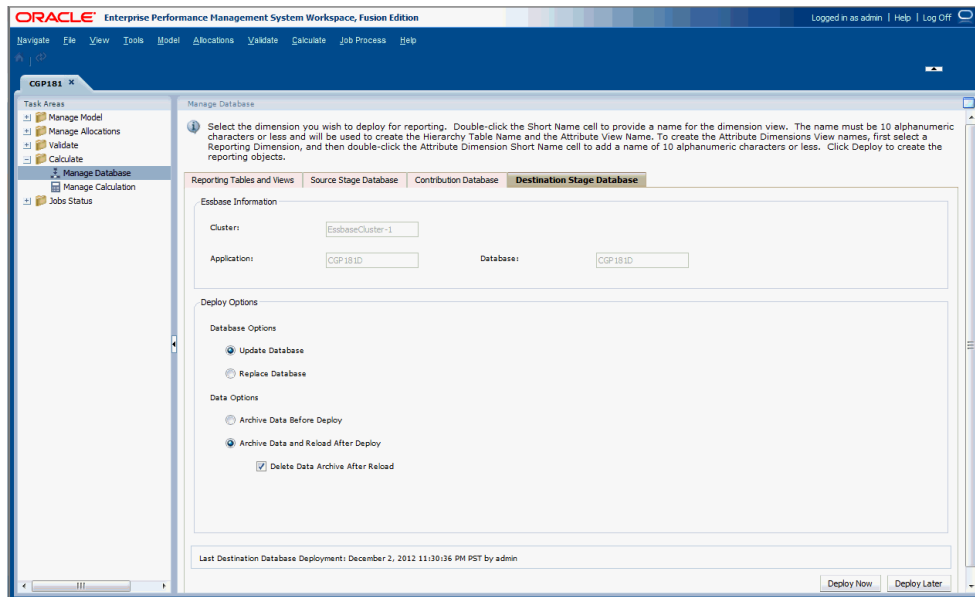 ORACLE Enterprise Performance Management System Workspace, Fusion Edition
Logged in as admin | Help | Log Off
Navigate File View Tools Model Allocations Validate Calculate Job Process Help
CGP181
Task Areas
Manage Model
Manage Allocations
Validate
Calculate
Manage Database
Manage Calculation
Jobs Status
Manage Database
Select the dimension you wish to deploy for reporting. Double-click the Short Name cell to provide a name for the dimension view. The name must be 10 alphanumeric
characters or less and will be used to create the Hierarchy Table Name and the Attribute View Name. To create the Attribute Dimensions View names, first select a
Reporting Dimension, and then double-click the Attribute Dimension Short Name cell to add a name of 10 alphanumeric characters or less. Click Deploy to create the
reporting objects.
Reporting Tables and Views Source Stage Database Contribution Database Destination Stage Database
Essbase Information
Cluster: EssbaseCluster-1
Application: CGP181D Database: CGP181D
Deploy Options
Database Options
Update Database
Replace Database
Data Options
Archive Data Before Deploy
Archive Data and Reload After Deploy
Delete Data Archive After Reload
Last Destination Database Deployment: December 2, 2012 11:30:36 PM PST by admin
Deploy Now Deploy Later